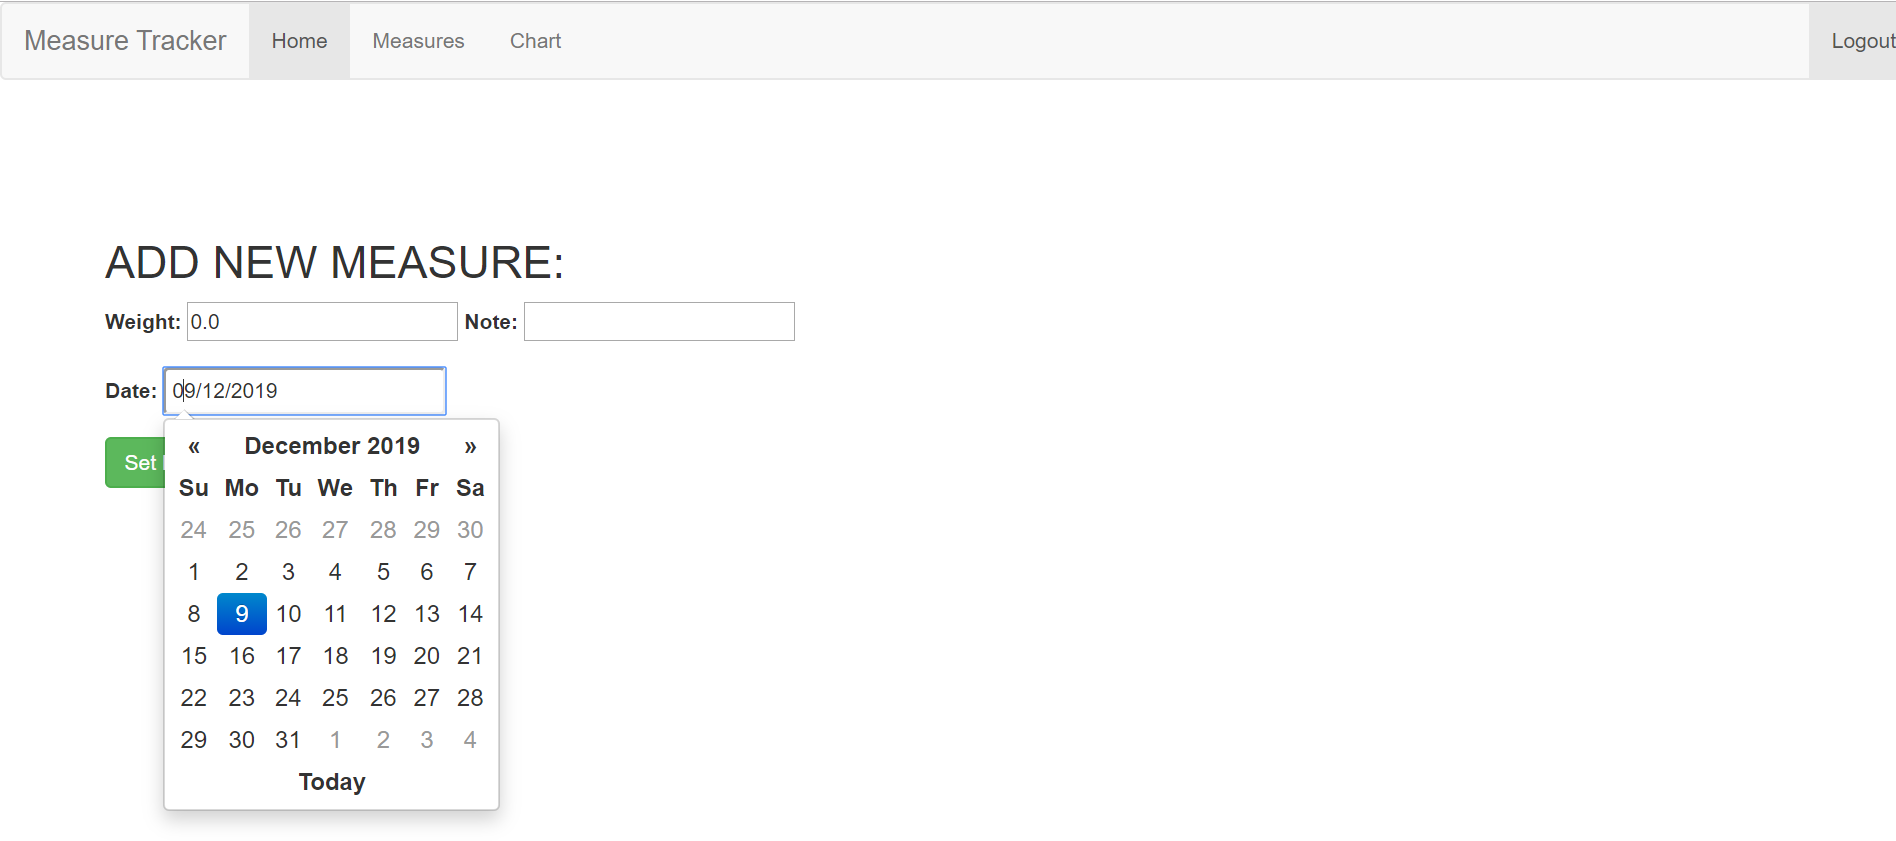 Measure Tracker Home Measures Chart Logout
ADD NEW MEASURE:
Weight: 0.0 Note:
Date: 09/12/2019
Set
« December 2019 »
Su Mo Tu We Th Fr Sa
24 25 26 27 28 29 30
1 2 3 4 5 6 7
8 9 10 11 12 13 14
15 16 17 18 19 20 21
22 23 24 25 26 27 28
29 30 31 1 2 3 4
Today